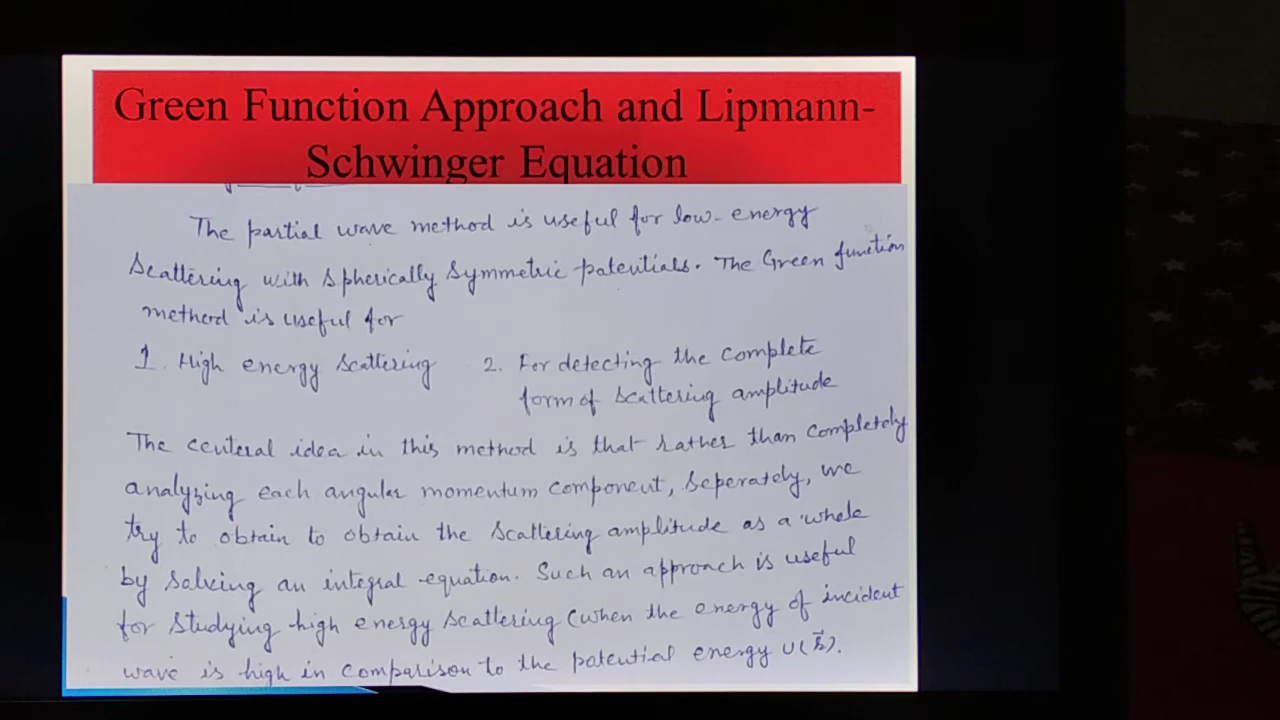 Green Function Approach and Lipmann-
Schwinger Equation
The partial wave method is useful for low-energy
Scattering with Spherically Symmetric potentials. The Green function
method is useful for
1. High energy Scattering 2. For detecting the complete
form of Scattering amplitude
The centeral idea in this method is that rather than completely
analyzing each angular momentum component, Seperately, we
try to obtain to obtain the Scattering amplitude as a whole
by Solving an integral equation. Such an approach is useful
for Studying high energy Scattering (when the energy of incident
wave is high in comparison to the potential energy U(r⃗).